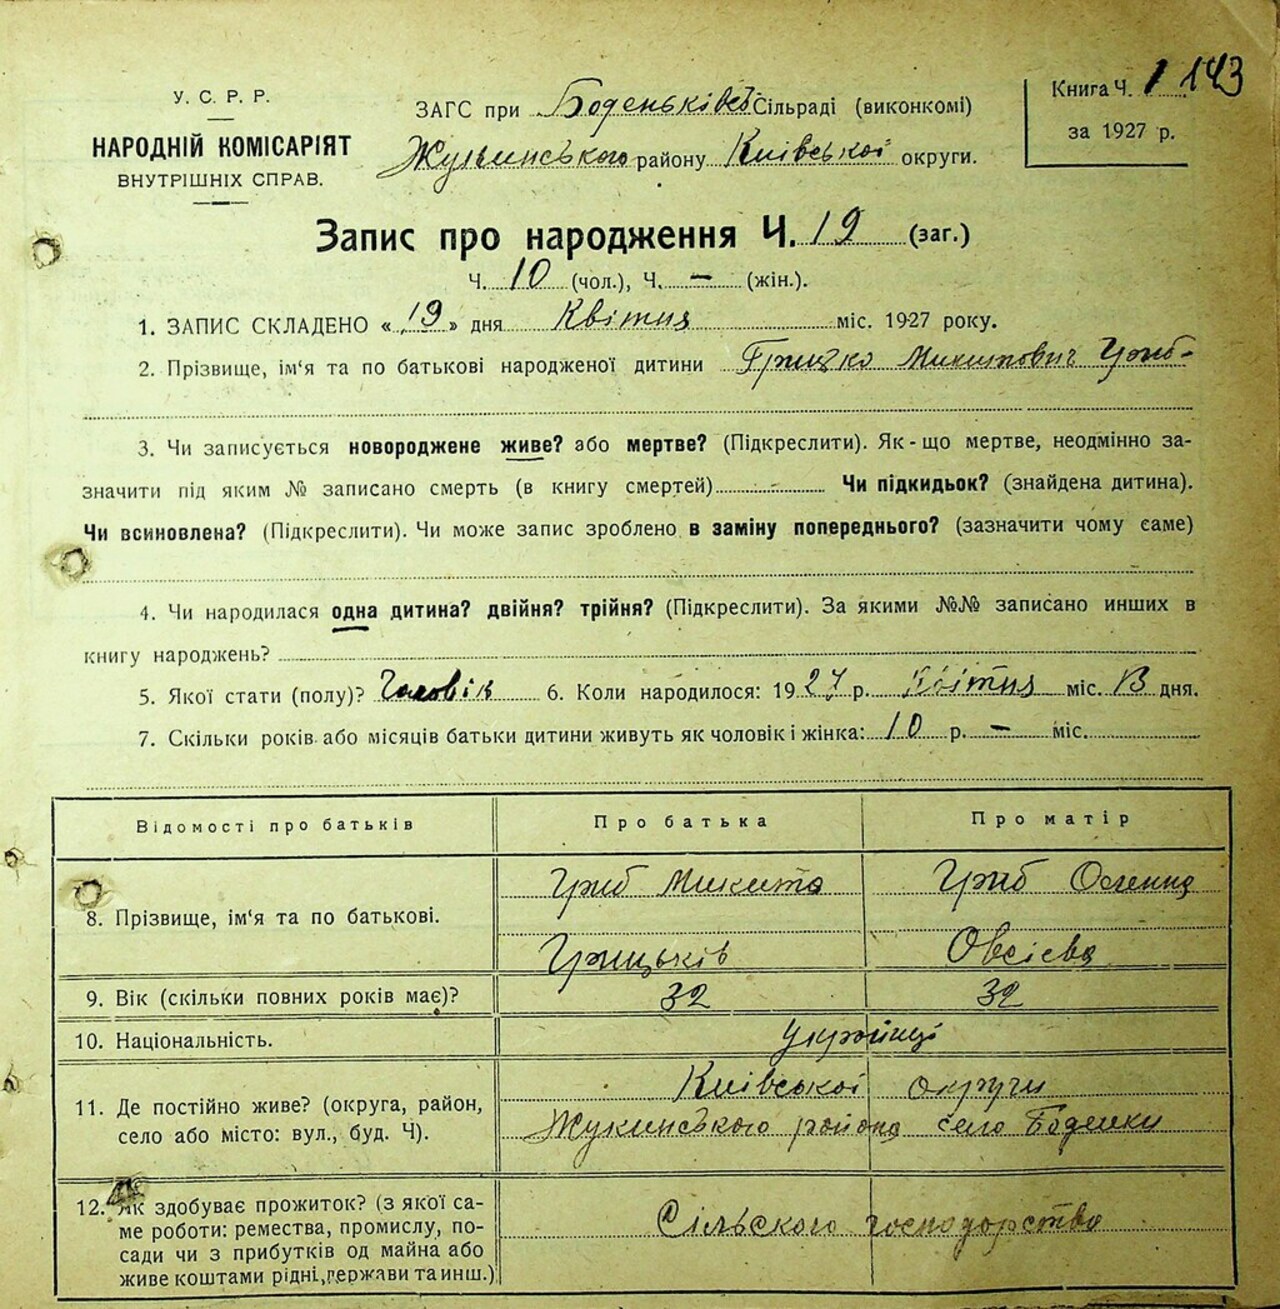 У. С. Р. Р.
НАРОДНІЙ КОМІСАРІЯТ
ВНУТРІШНІХ СПРАВ.
ЗАГС при Боденьківсь Сільраді (виконкомі)
району Київської округи.
Книга Ч. 1 143
за 1927 р.
Запис про народження Ч. 19 (заг.)
Ч. 10 (чол.), Ч. — (жін.).
1. ЗАПИС СКЛАДЕНО « 19 » дня Квітня міс. 1927 року.
2. Прізвище, ім‘я та по батькові народженої дитини Грицко Микитович Гриб-
3. Чи записується новороджене живе? або мертве? (Підкреслити). Як-що мертве, неодмінно за-
значити під яким № записано смерть (в книгу смертей) Чи підкидьок? (знайдена дитина).
Чи всиновлена? (Підкреслити). Чи може запис зроблено в заміну попереднього? (зазначити чому саме)
4. Чи народилася одна дитина? двійня? трійня? (Підкреслити). За якими №№ записано инших в
книгу народжень?
5. Якої стати (полу)? Чоловік 6. Коли народилося: 1927 р. Квітня міс. 13 дня.
7. Скільки років або місяців батьки дитини живуть як чоловік і жінка: 10 р. — міс.
Відомості про батьків Про батька Про матір
8. Прізвище, ім‘я та по батькові. Гриб Микита Гриб
Грицьків Овсієва
9. Вік (скільки повних років має)? 32 32
10. Національність. Українці
11. Де постійно живе? (округа, район,
село або місто: вул., буд. Ч).
Київської округи
Жукинського района село Боденки
12. Як здобуває прожиток? (з якої са-
ме роботи: ремества, промислу, по-
сади чи з прибутків од майна або
живе коштами рідні, держави та инш.)
Сільского господарства